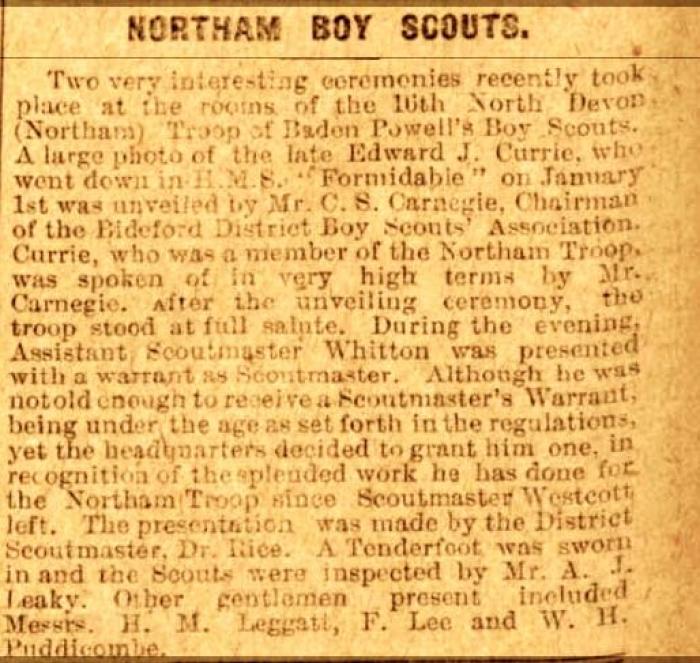 NORTHAM BOY SCOUTS.
Two very interesting ceremonies recently took
place at the rooms of the 16th North Devon
(Northam) Troop of Baden Powell's Boy Scouts.
A large photo of the late Edward J. Currie, who
went down in H.M.S. "Formidable" on January
1st was unveiled by Mr. C. S. Carnegie, Chairman
of the Bideford District Boy Scouts' Association.
Currie, who was a member of the Northam Troop,
was spoken of in very high terms by Mr.
Carnegie. After the unveiling ceremony, the
troop stood at full salute. During the evening,
Assistant Scoutmaster Whitton was presented
with a warrant as Scoutmaster. Although he was
not old enough to receive a Scoutmaster's Warrant,
being under the age as set forth in the regulations,
yet the headquarters decided to grant him one, in
recognition of the splended work he has done for
the Northam Troop since Scoutmaster Westcott
left. The presentation was made by the District
Scoutmaster, Dr. Rice. A Tenderfoot was sworn
in and the Scouts were inspected by Mr. A. J.
Leaky. Other gentlemen present included
Messrs. H. M. Leggatt, F. Lee and W. H.
Puddicombe.